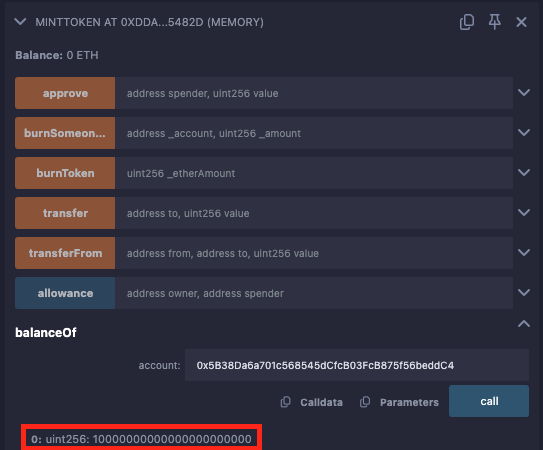 MINTTOKEN AT 0XDDA...5482D (MEMORY)
Balance: 0 ETH
approve address spender, uint256 value
burnSomeon... address _account, uint256 _amount
burnToken uint256 _etherAmount
transfer address to, uint256 value
transferFrom address from, address to, uint256 value
allowance address owner, address spender
balanceOf
account: 0x5B38Da6a701c568545dCfcB03FcB875f56beddC4
Calldata Parameters call
0: uint256: 10000000000000000000000